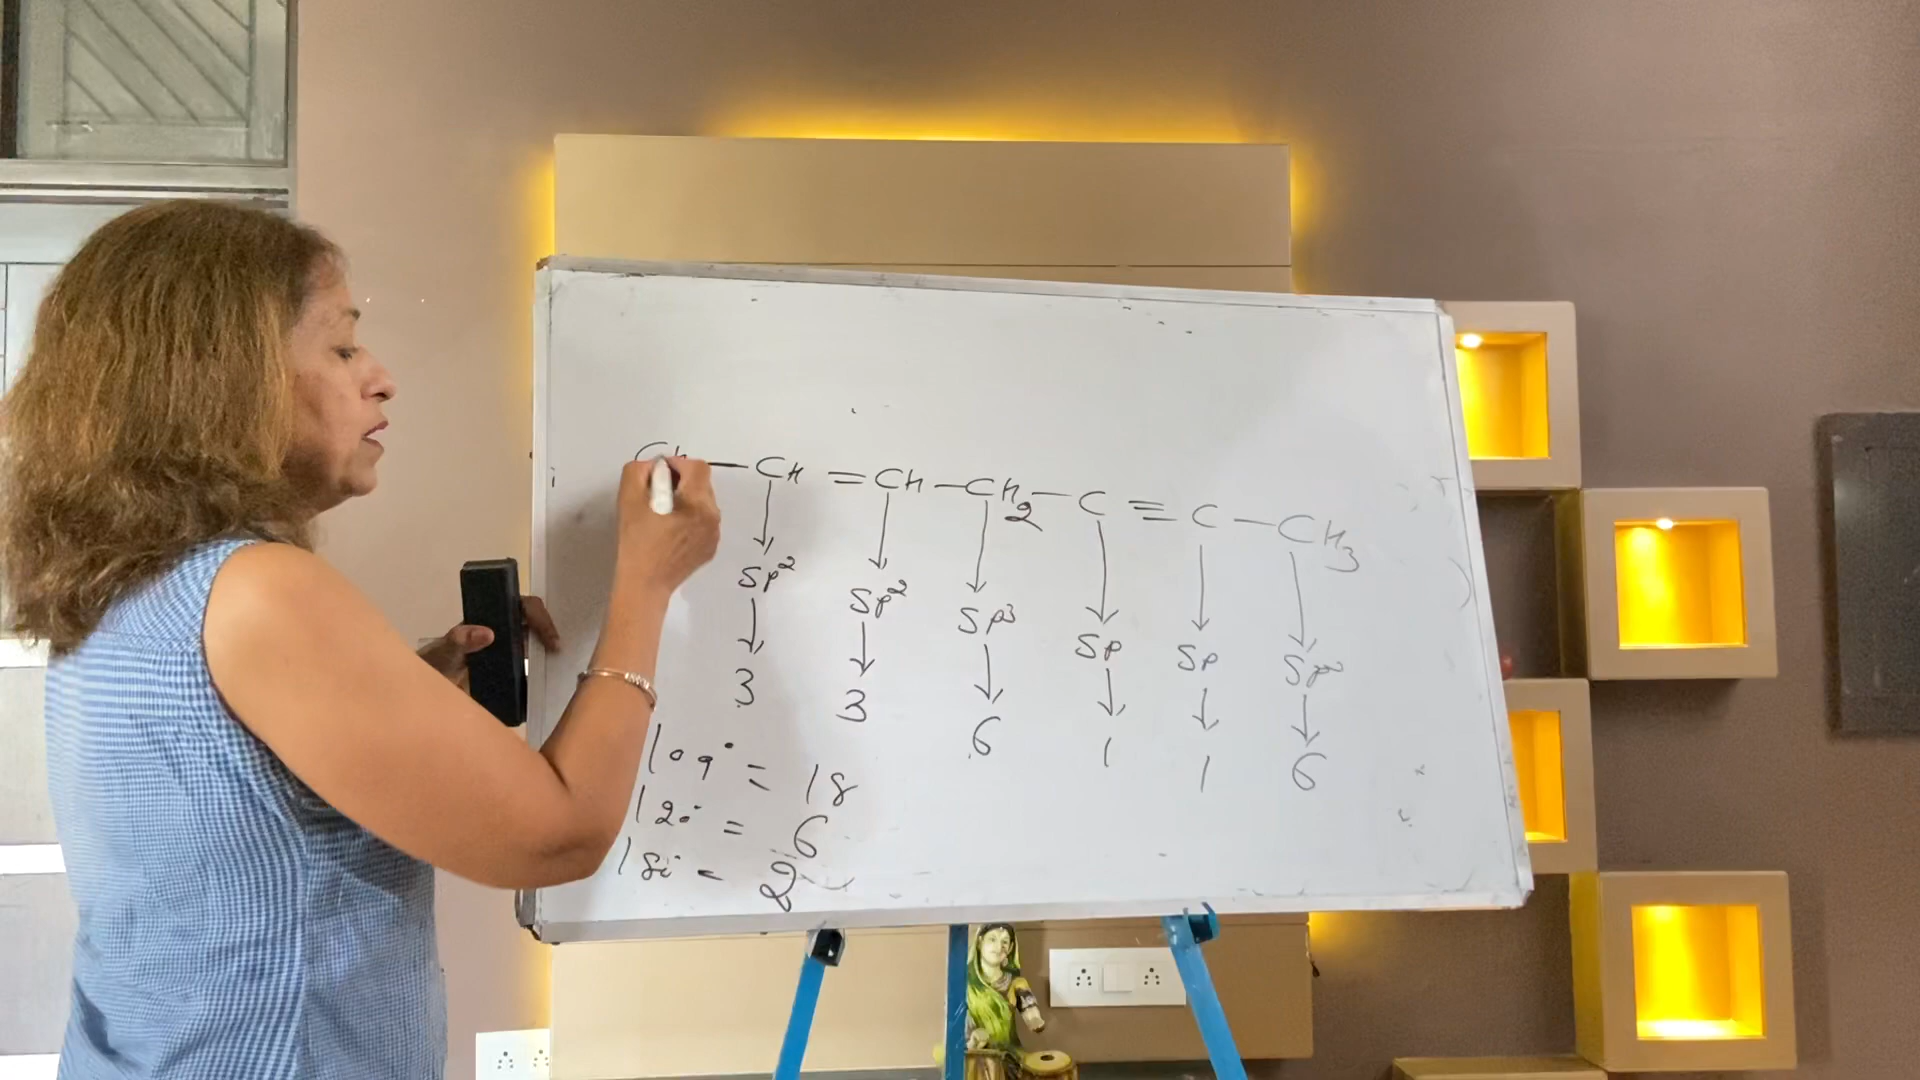 CH — CH = CH — CH2 — C ≡ C — CH3
↓ ↓ ↓ ↓ ↓ ↓
Sp² Sp² Sp³ Sp Sp Sp³
↓ ↓ ↓ ↓ ↓ ↓
3 3 6 1 1 6
109° = 18
120 = 6
180 = 2